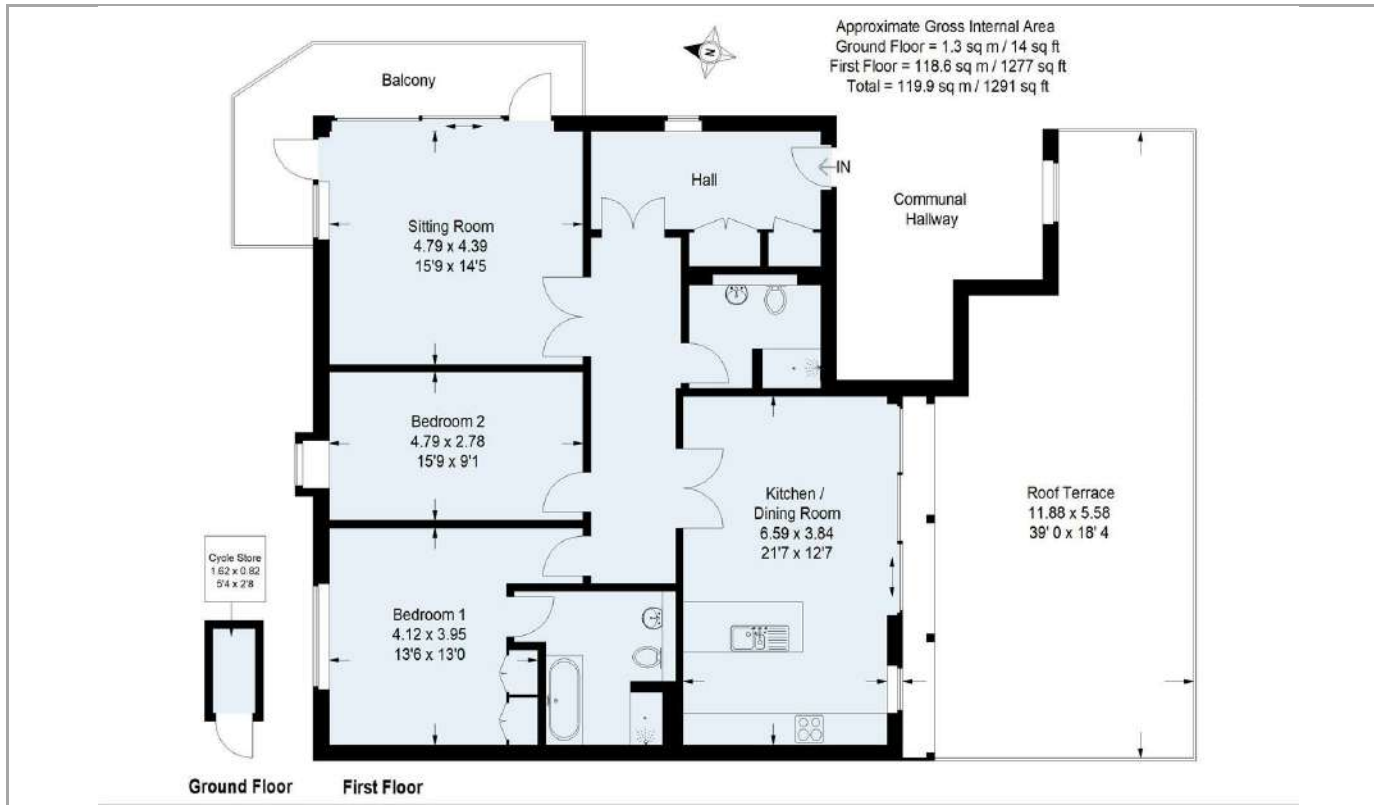 Approximate Gross Internal Area
Ground Floor = 1.3 sq m / 14 sq ft
First Floor = 118.6 sq m / 1277 sq ft
Total = 119.9 sq m / 1291 sq ft
N
Balcony
Hall
IN
Communal
Hallway
Sitting Room
4.79 x 4.39
15'9 x 14'5
Bedroom 2
4.79 x 2.78
15'9 x 9'1
Kitchen /
Dining Room
6.59 x 3.84
21'7 x 12'7
Roof Terrace
11.88 x 5.58
39' 0 x 18' 4
Cycle Store
1.62 x 0.82
5'4 x 2'8
Bedroom 1
4.12 x 3.95
13'6 x 13'0
Ground Floor
First Floor